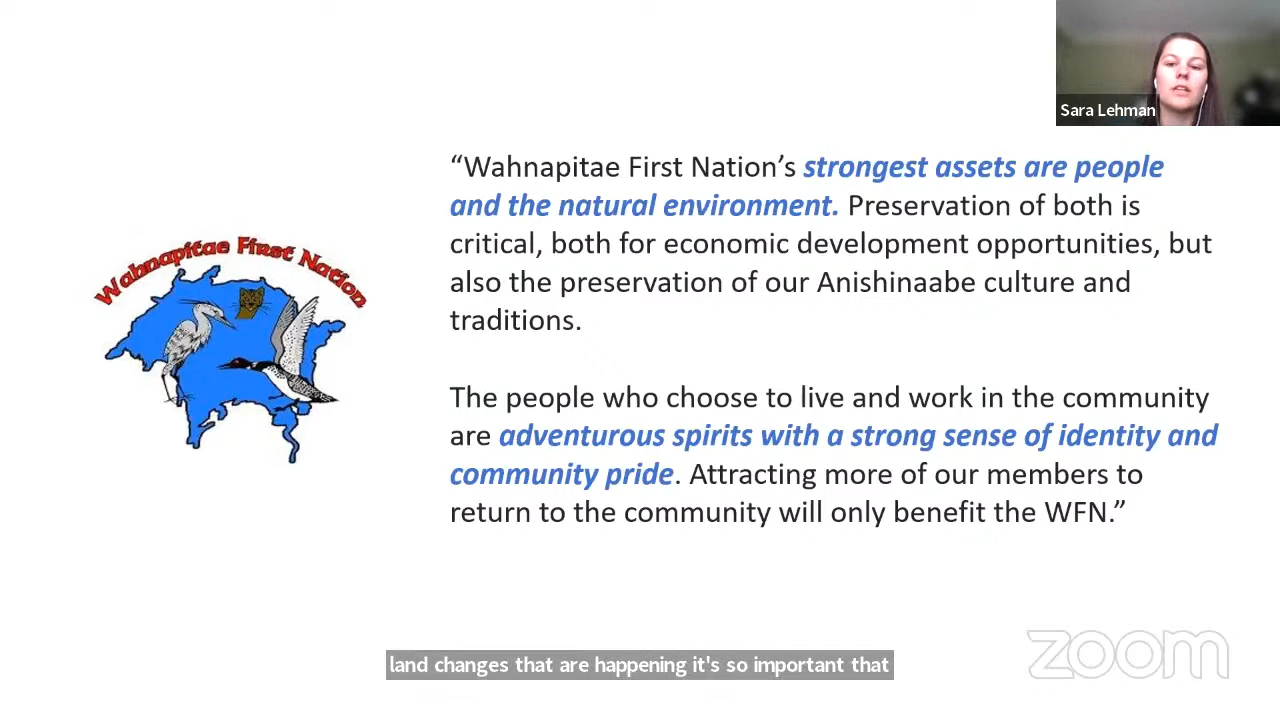 Sara Lehman
Wahnapitae First Nation
“Wahnapitae First Nation’s strongest assets are people
and the natural environment. Preservation of both is
critical, both for economic development opportunities, but
also the preservation of our Anishinaabe culture and
traditions.
The people who choose to live and work in the community
are adventurous spirits with a strong sense of identity and
community pride. Attracting more of our members to
return to the community will only benefit the WFN.”
land changes that are happening it's so important that
zoom